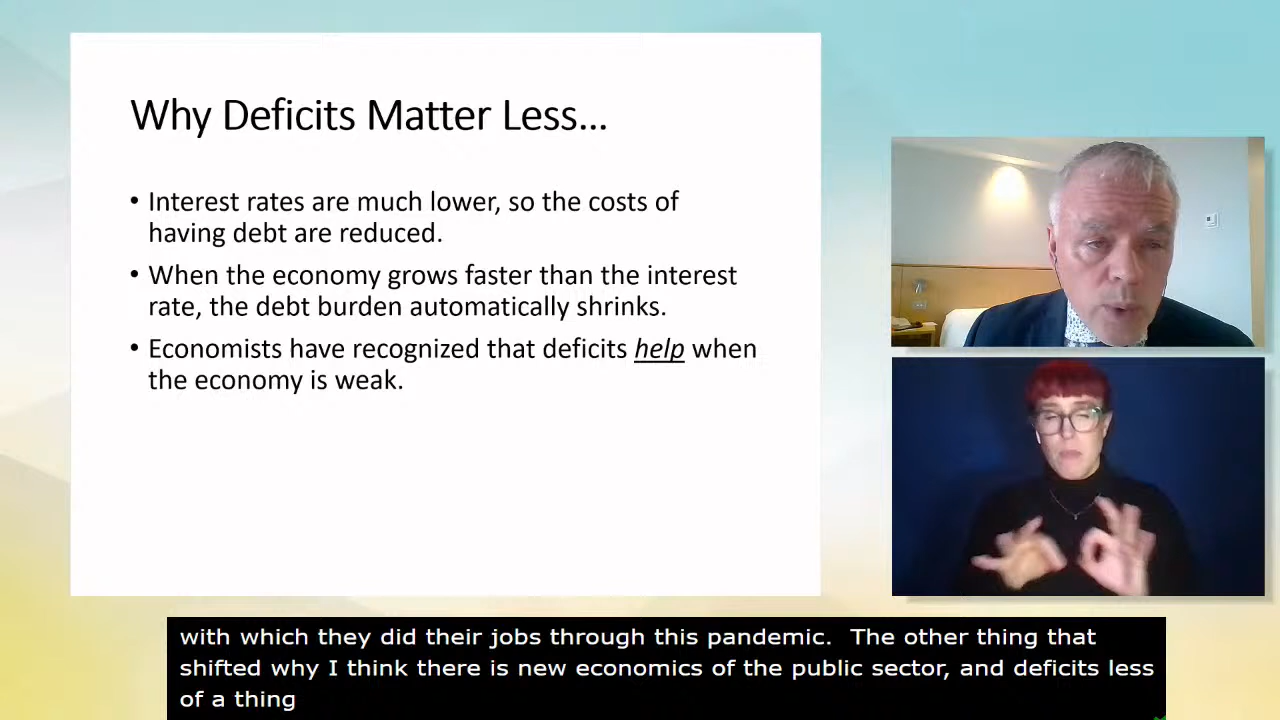 Why Deficits Matter Less...
• Interest rates are much lower, so the costs of
having debt are reduced.
• When the economy grows faster than the interest
rate, the debt burden automatically shrinks.
• Economists have recognized that deficits help when
the economy is weak.
with which they did their jobs through this pandemic.  The other thing that
shifted why I think there is new economics of the public sector, and deficits less
of a thing